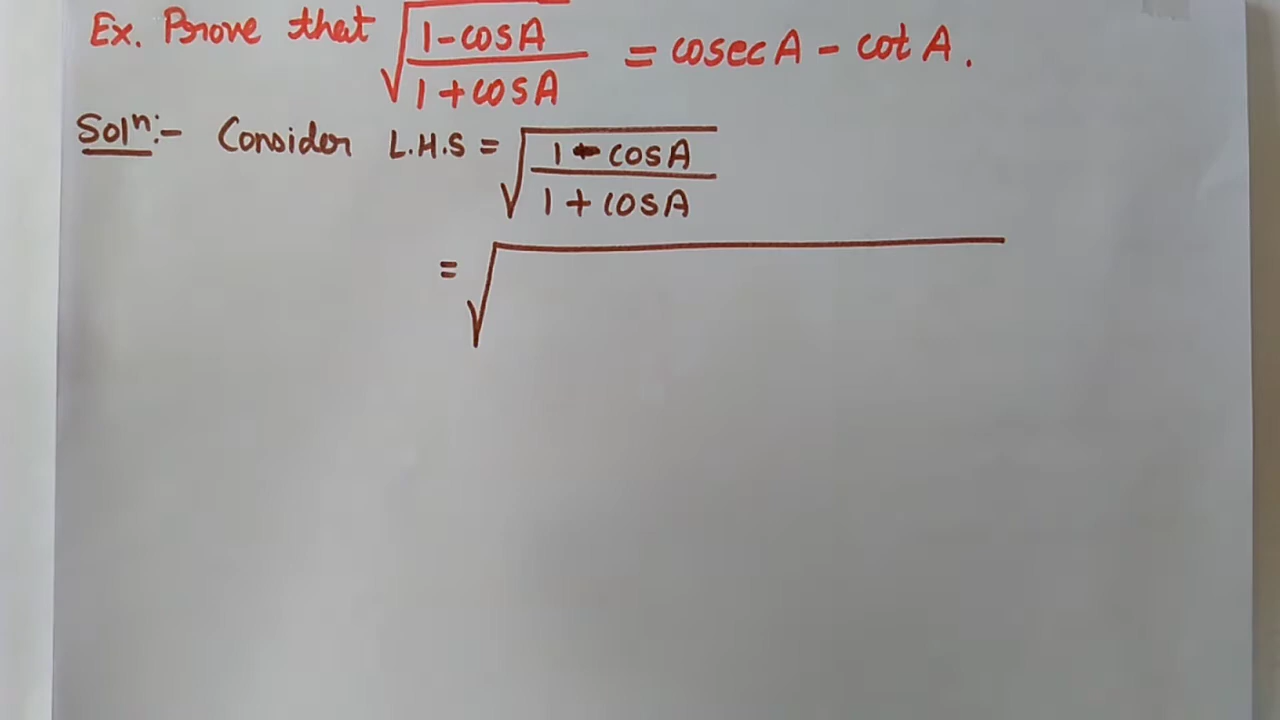 Ex. Prove that √(1-cosA)/(1+cosA) = cosecA - cotA.
Solⁿ:- Consider L.H.S = √(1-cosA)/(1+cosA)
= √